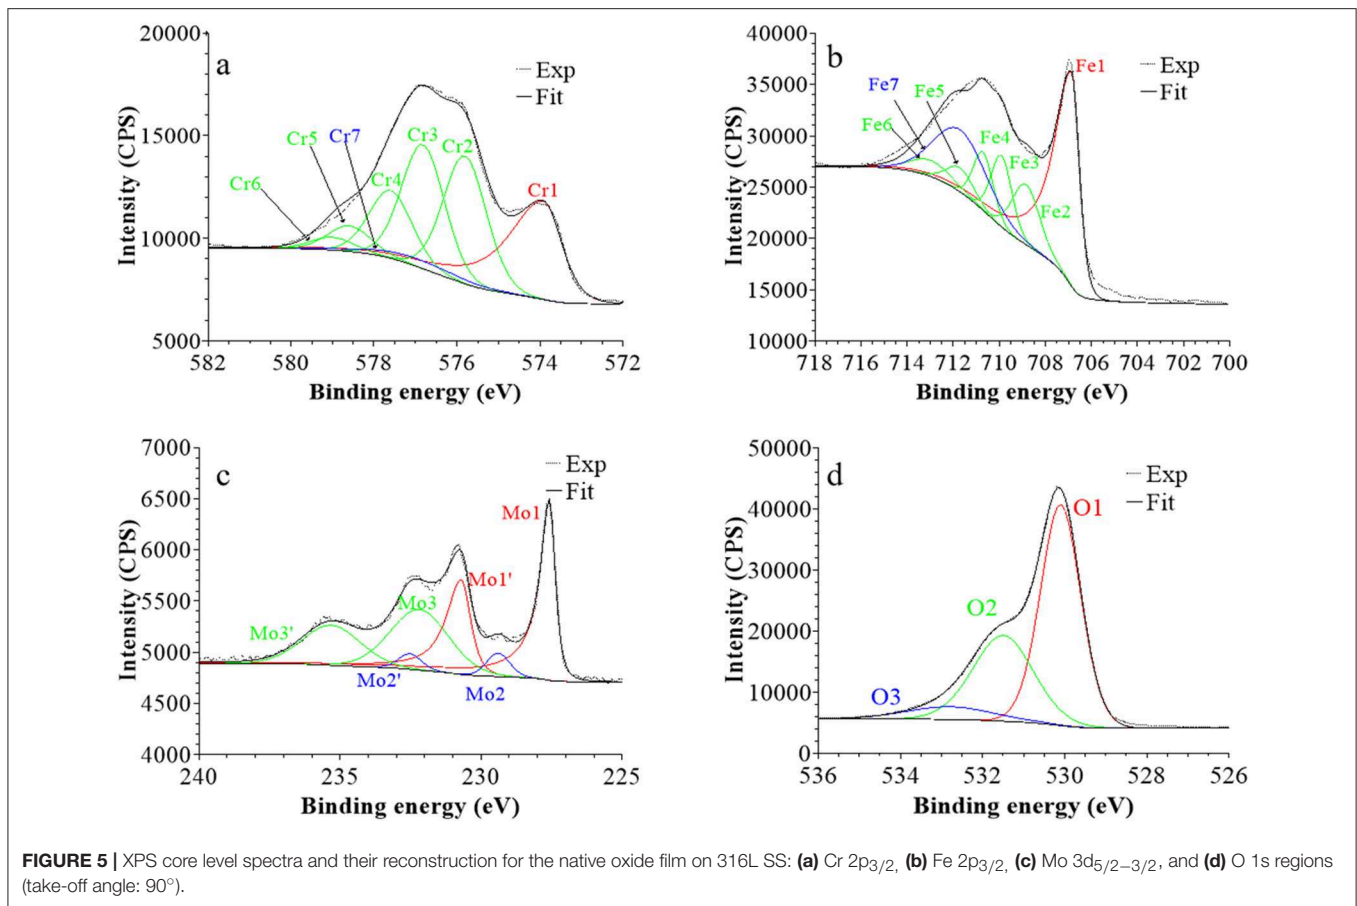 a
Exp
Fit
Cr1
Cr2
Cr3
Cr4
Cr5
Cr7
Cr6
20000
15000
10000
5000
Intensity (CPS)
582 580 578 576 574 572
Binding energy (eV)
b
Exp
Fit
Fe1
Fe7
Fe5
Fe6
Fe4
Fe3
Fe2
40000
35000
30000
25000
20000
15000
10000
Intensity (CPS)
718 716 714 712 710 708 706 704 702 700
Binding energy (eV)
c
Exp
Fit
Mo1
Mo1'
Mo3
Mo3'
Mo2'
Mo2
7000
6500
6000
5500
5000
4500
4000
Intensity (CPS)
240 235 230 225
Binding energy (eV)
d
Exp
Fit
O1
O2
O3
50000
40000
30000
20000
10000
0
Intensity (CPS)
536 534 532 530 528 526
Binding energy (eV)
FIGURE 5 | XPS core level spectra and their reconstruction for the native oxide film on 316L SS: (a) Cr 2p3/2, (b) Fe 2p3/2, (c) Mo 3d5/2−3/2, and (d) O 1s regions
(take-off angle: 90°).